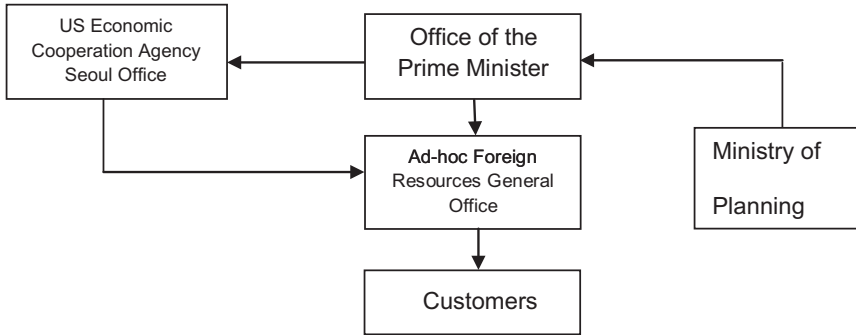 US Economic
Cooperation Agency
Seoul Office
Office of the
Prime Minister
Ad-hoc Foreign
Resources General
Office
Ministry of
Planning
Customers